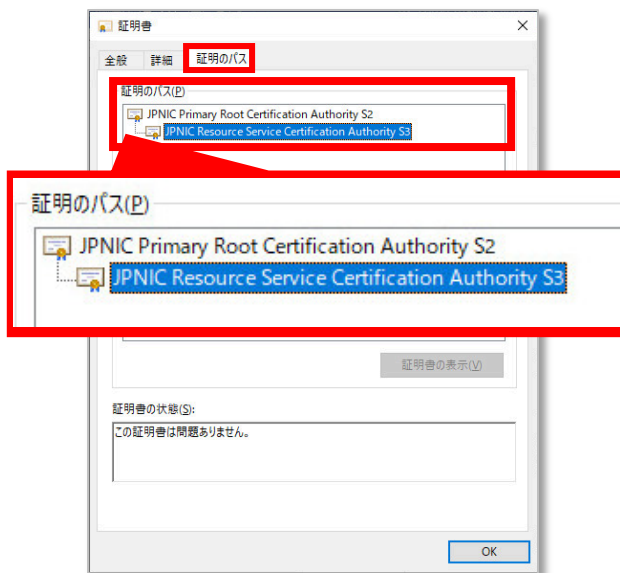 証明書
全般 詳細 証明のパス
証明のパス(P)
JPNIC Primary Root Certification Authority S2
JPNIC Resource Service Certification Authority S3
証明のパス(P)
JPNIC Primary Root Certification Authority S2
JPNIC Resource Service Certification Authority S3
証明書の表示(V)
証明書の状態(S):
この証明書は問題ありません。
OK